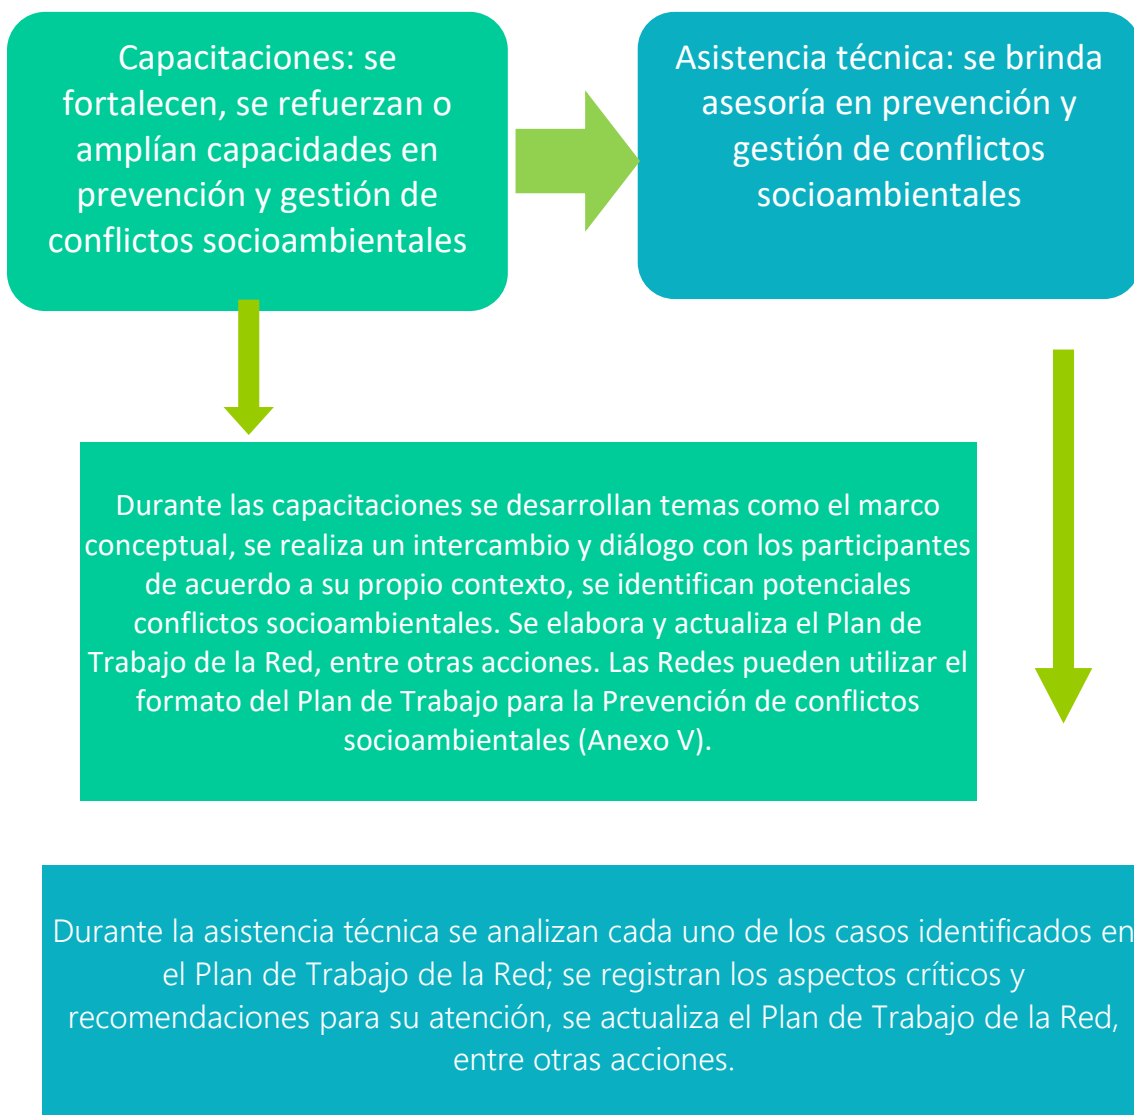 Capacitaciones: se
fortalecen, se refuerzan o
amplían capacidades en
prevención y gestión de
conflictos socioambientales
Asistencia técnica: se brinda
asesoría en prevención y
gestión de conflictos
socioambientales
Durante las capacitaciones se desarrollan temas como el marco
conceptual, se realiza un intercambio y diálogo con los participantes
de acuerdo a su propio contexto, se identifican potenciales
conflictos socioambientales. Se elabora y actualiza el Plan de
Trabajo de la Red, entre otras acciones. Las Redes pueden utilizar el
formato del Plan de Trabajo para la Prevención de conflictos
socioambientales (Anexo V).
Durante la asistencia técnica se analizan cada uno de los casos identificados en
el Plan de Trabajo de la Red; se registran los aspectos críticos y
recomendaciones para su atención, se actualiza el Plan de Trabajo de la Red,
entre otras acciones.